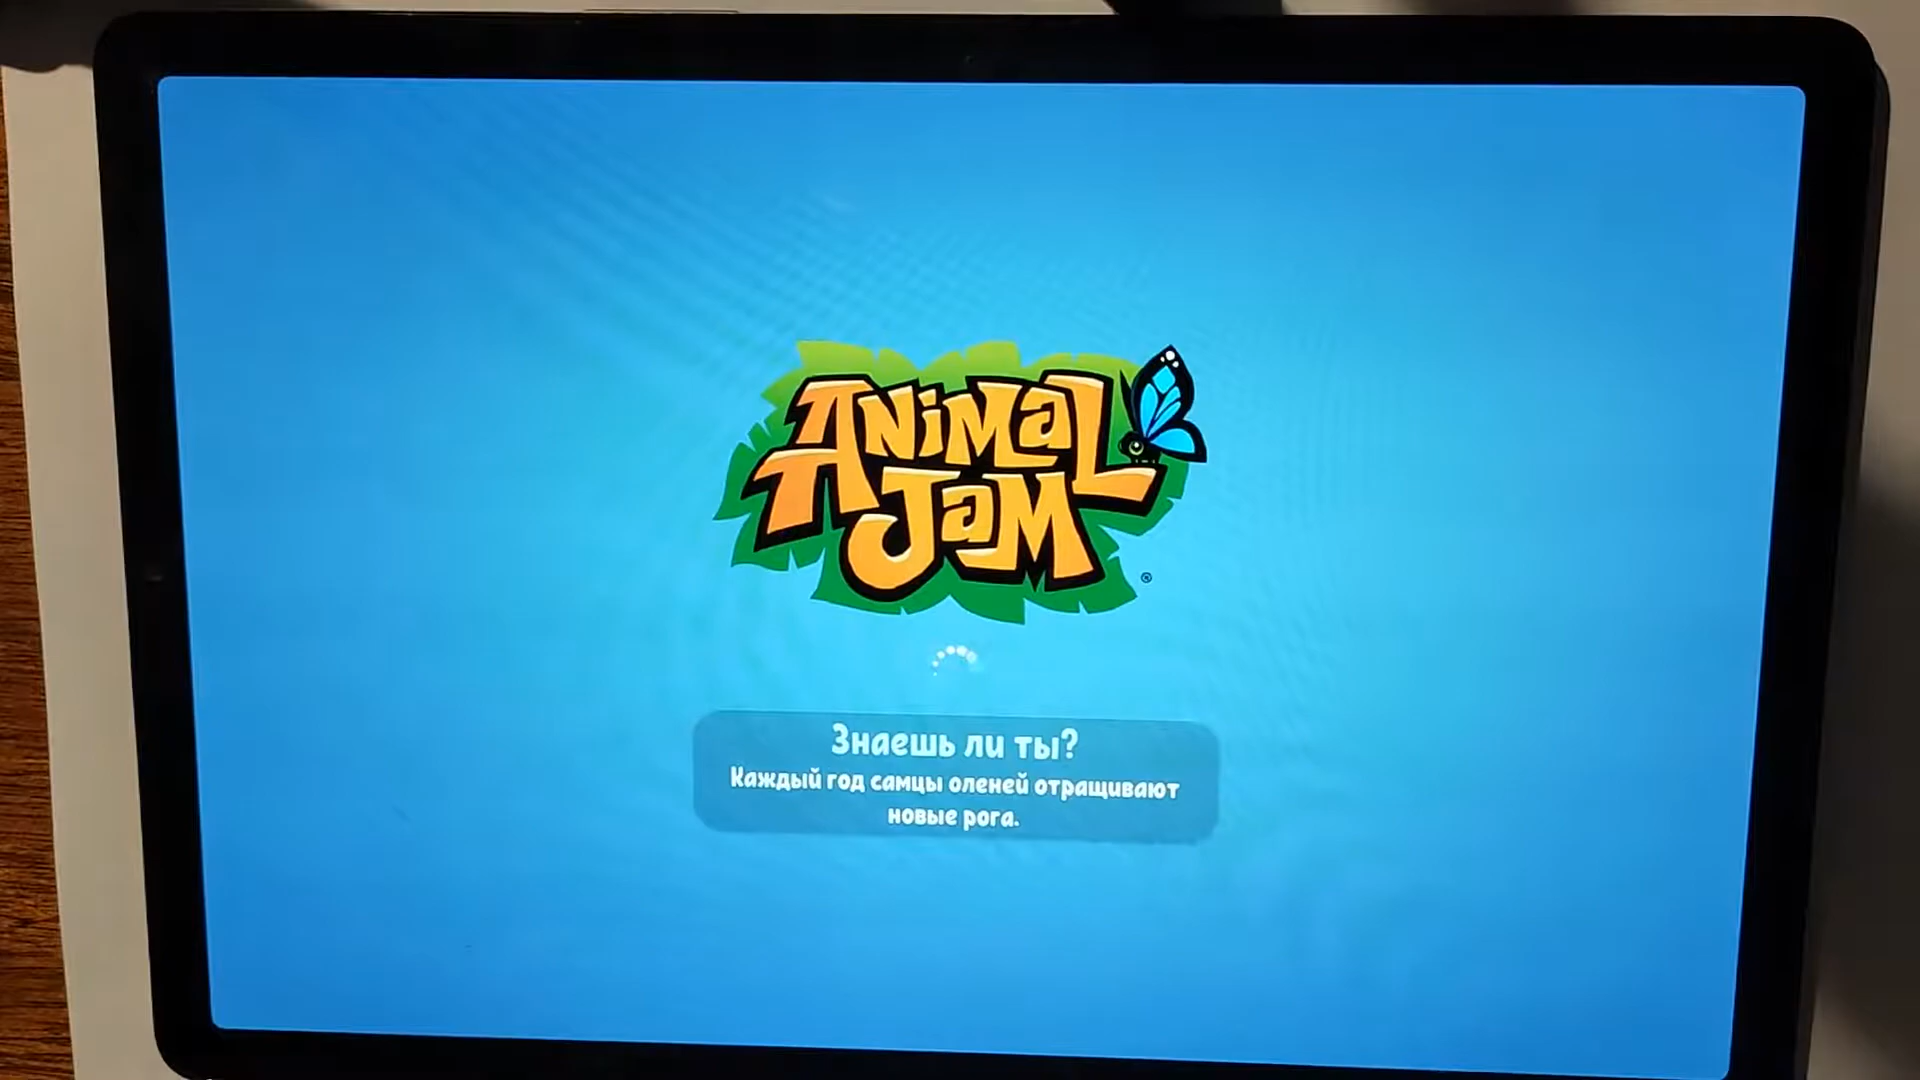 ANIMAL
JAM
®
Знаешь ли ты?
Каждый год самцы оленей отращивают
новые рога.